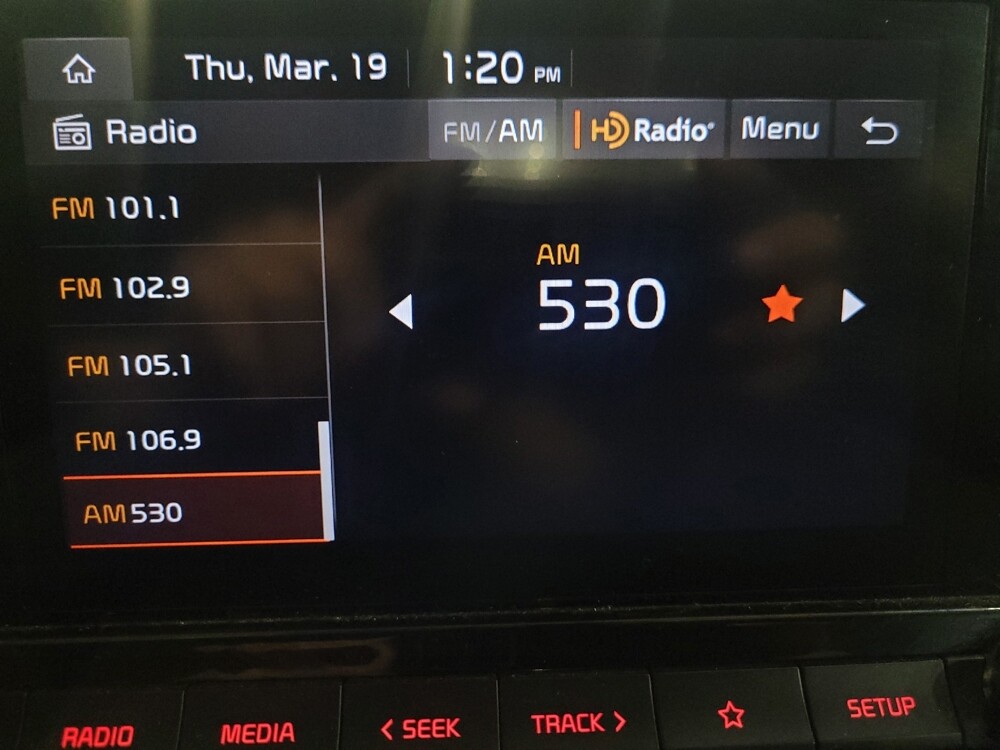 Thu, Mar. 19 1:20 PM
Radio FM/AM HD Radio® Menu
FM 101.1
FM 102.9
FM 105.1
FM 106.9
AM 530
AM
530
RADIO MEDIA < SEEK TRACK > SETUP